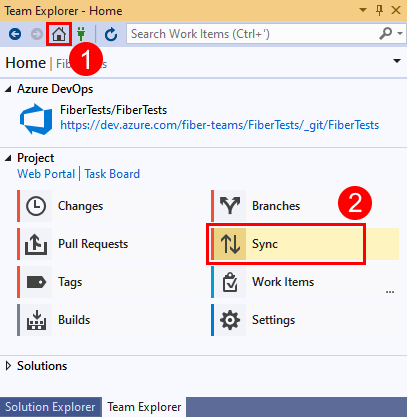 Team Explorer - Home
Search Work Items (Ctrl+')
1
Home | Fib
Azure DevOps
FiberTests/FiberTests
https://dev.azure.com/fiber-teams/FiberTests/_git/FiberTests
Project
Web Portal | Task Board
2
Changes Branches
Pull Requests Sync
Tags Work Items ...
Builds Settings
Solutions
Solution Explorer Team Explorer